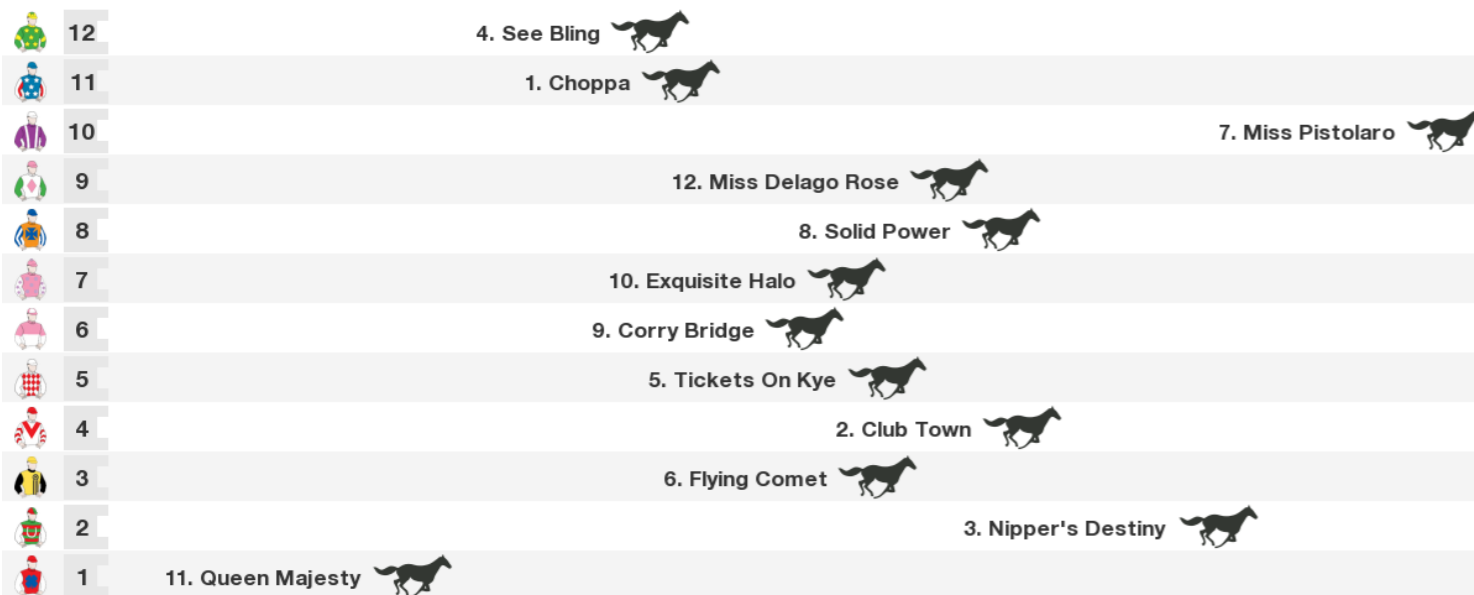 12 4. See Bling
11 1. Choppa
10 7. Miss Pistolaro
9 12. Miss Delago Rose
8 8. Solid Power
7 10. Exquisite Halo
6 9. Corry Bridge
5 5. Tickets On Kye
4 2. Club Town
3 6. Flying Comet
2 3. Nipper's Destiny
1 11. Queen Majesty